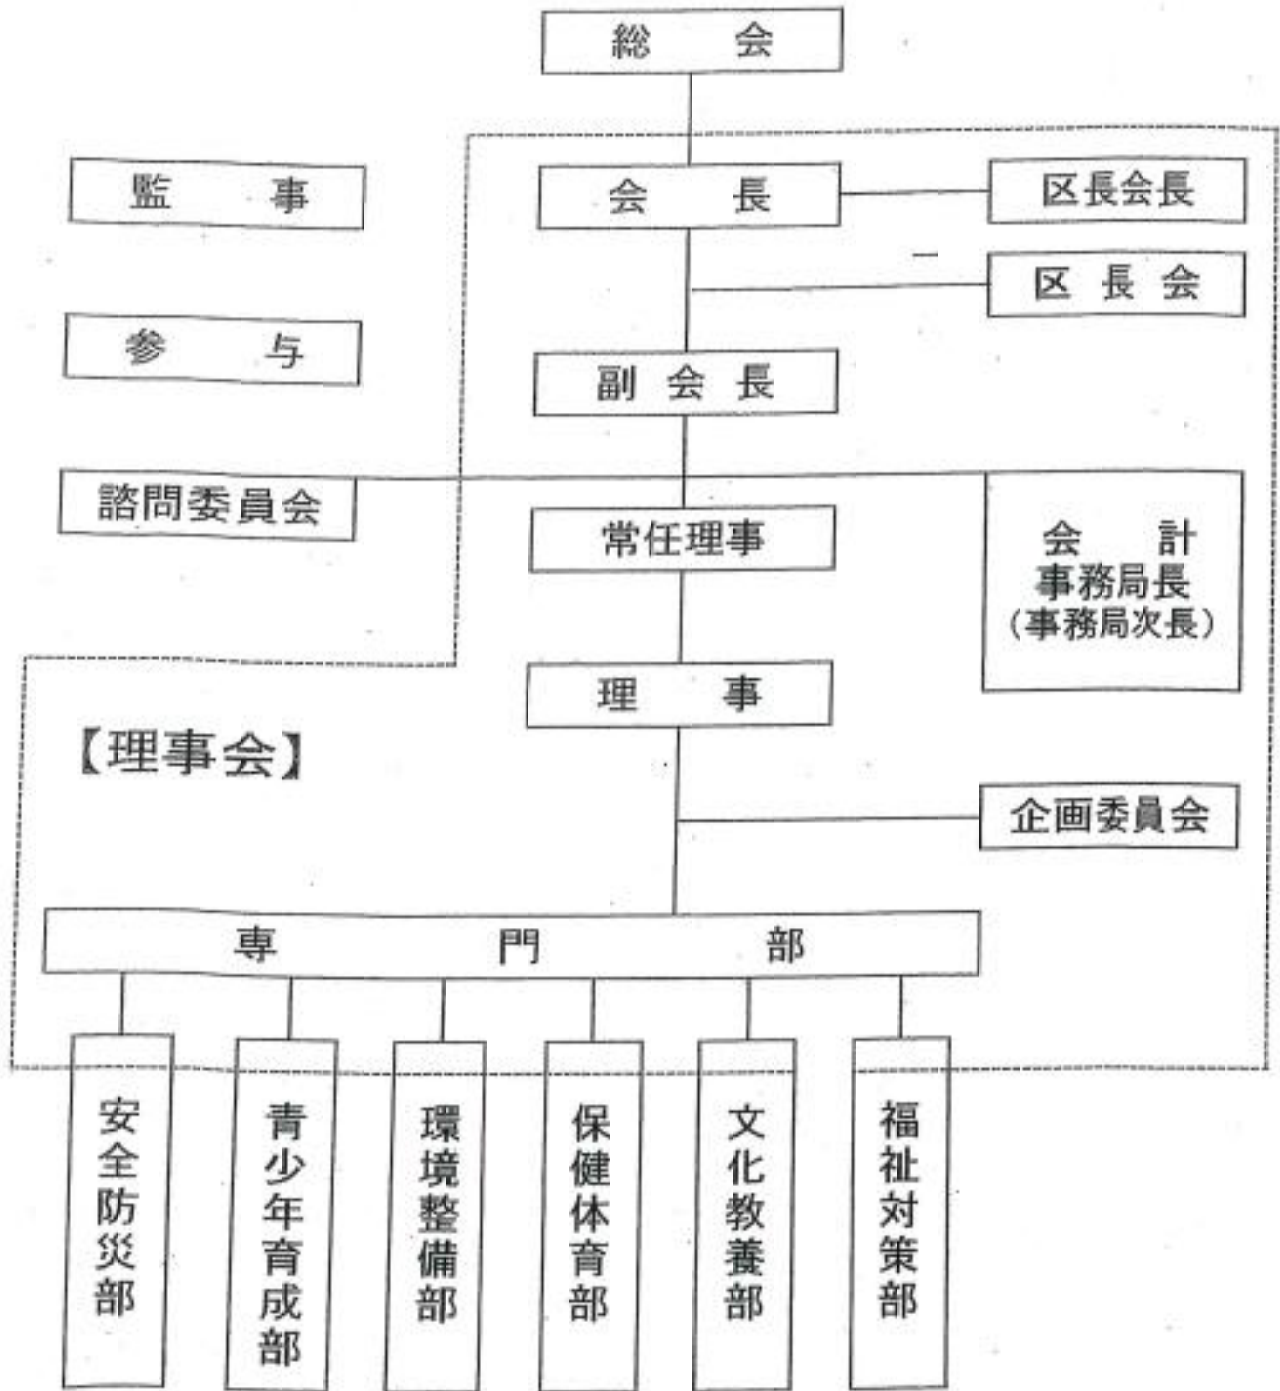 総　会
監　事
会　長
区長会長
区長会
参　与
副会長
諮問委員会
常任理事
会　計
事務局長
（事務局次長）
理　事
【理事会】
企画委員会
専　門　部
安全防災部
青少年育成部
環境整備部
保健体育部
文化教養部
福祉対策部